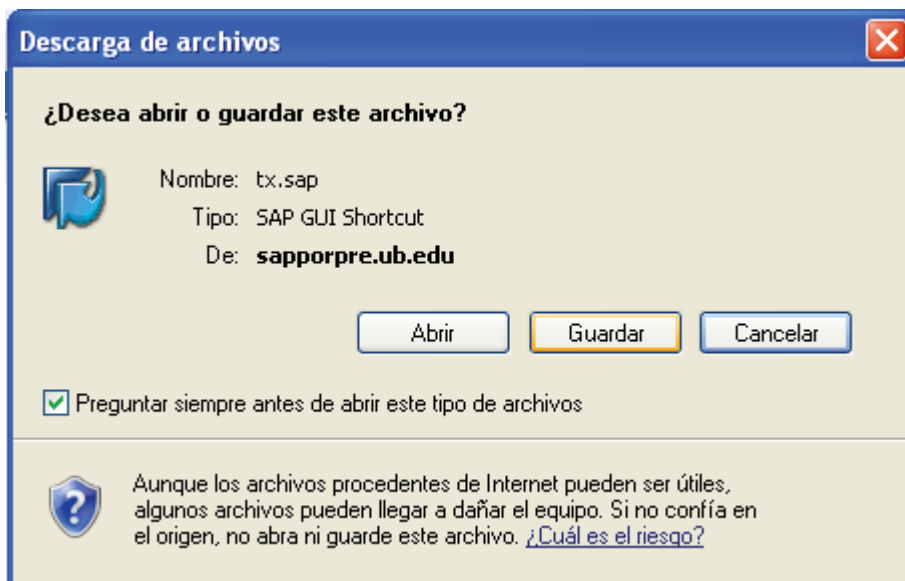 Descarga de archivos
¿Desea abrir o guardar este archivo?
Nombre: tx.sap
Tipo: SAP GUI Shortcut
De: sapporpre.ub.edu
Abrir Guardar Cancelar
Preguntar siempre antes de abrir este tipo de archivos
Aunque los archivos procedentes de Internet pueden ser útiles,
algunos archivos pueden llegar a dañar el equipo. Si no confía en
el origen, no abra ni guarde este archivo. ¿Cuál es el riesgo?